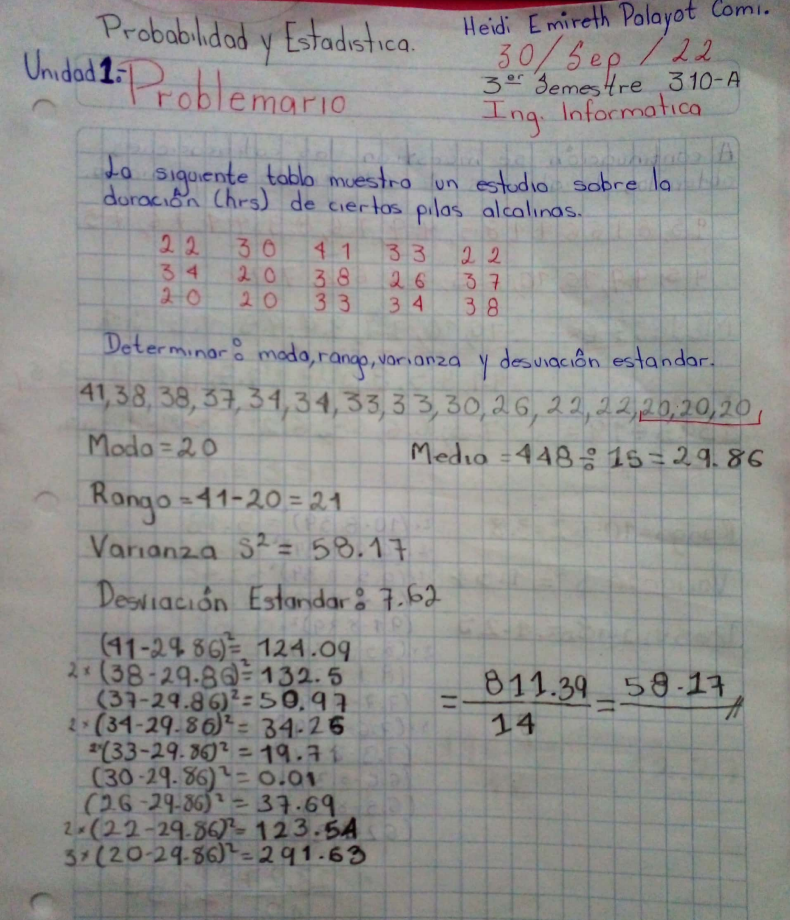 Probabilidad y Estadistica.
Heidi Emireth Palayot Comi.
30/Sep/22
Unidad 1:- Problemario
3er Semestre 310-A
Ing. Informatica
La siguiente tabla muestra un estudio sobre la
duración (hrs) de ciertas pilas alcalinas.
22 30 41 33 22
34 20 38 26 37
20 20 33 34 38
Determinar: moda, rango, varianza y desviación estandar.
41, 38, 38, 37, 34, 34, 33, 33, 30, 26, 22, 22, 20, 20, 20,
Moda = 20
Media = 448 ÷ 15 = 29.86
Rango = 41-20 = 21
Varianza S² = 58.17
Desviación Estandar: 7.62
(41-29.86)² = 124.09
2×(38-29.86)² = 132.5
(37-29.86)² = 50.97
2×(34-29.86)² = 34.26
2×(33-29.86)² = 19.71
(30-29.86)² = 0.01
(26-29.86)² = 37.69
2×(22-29.86)² = 123.54
3×(20-29.86)² = 291.63
= 811.39 = 58.17
14